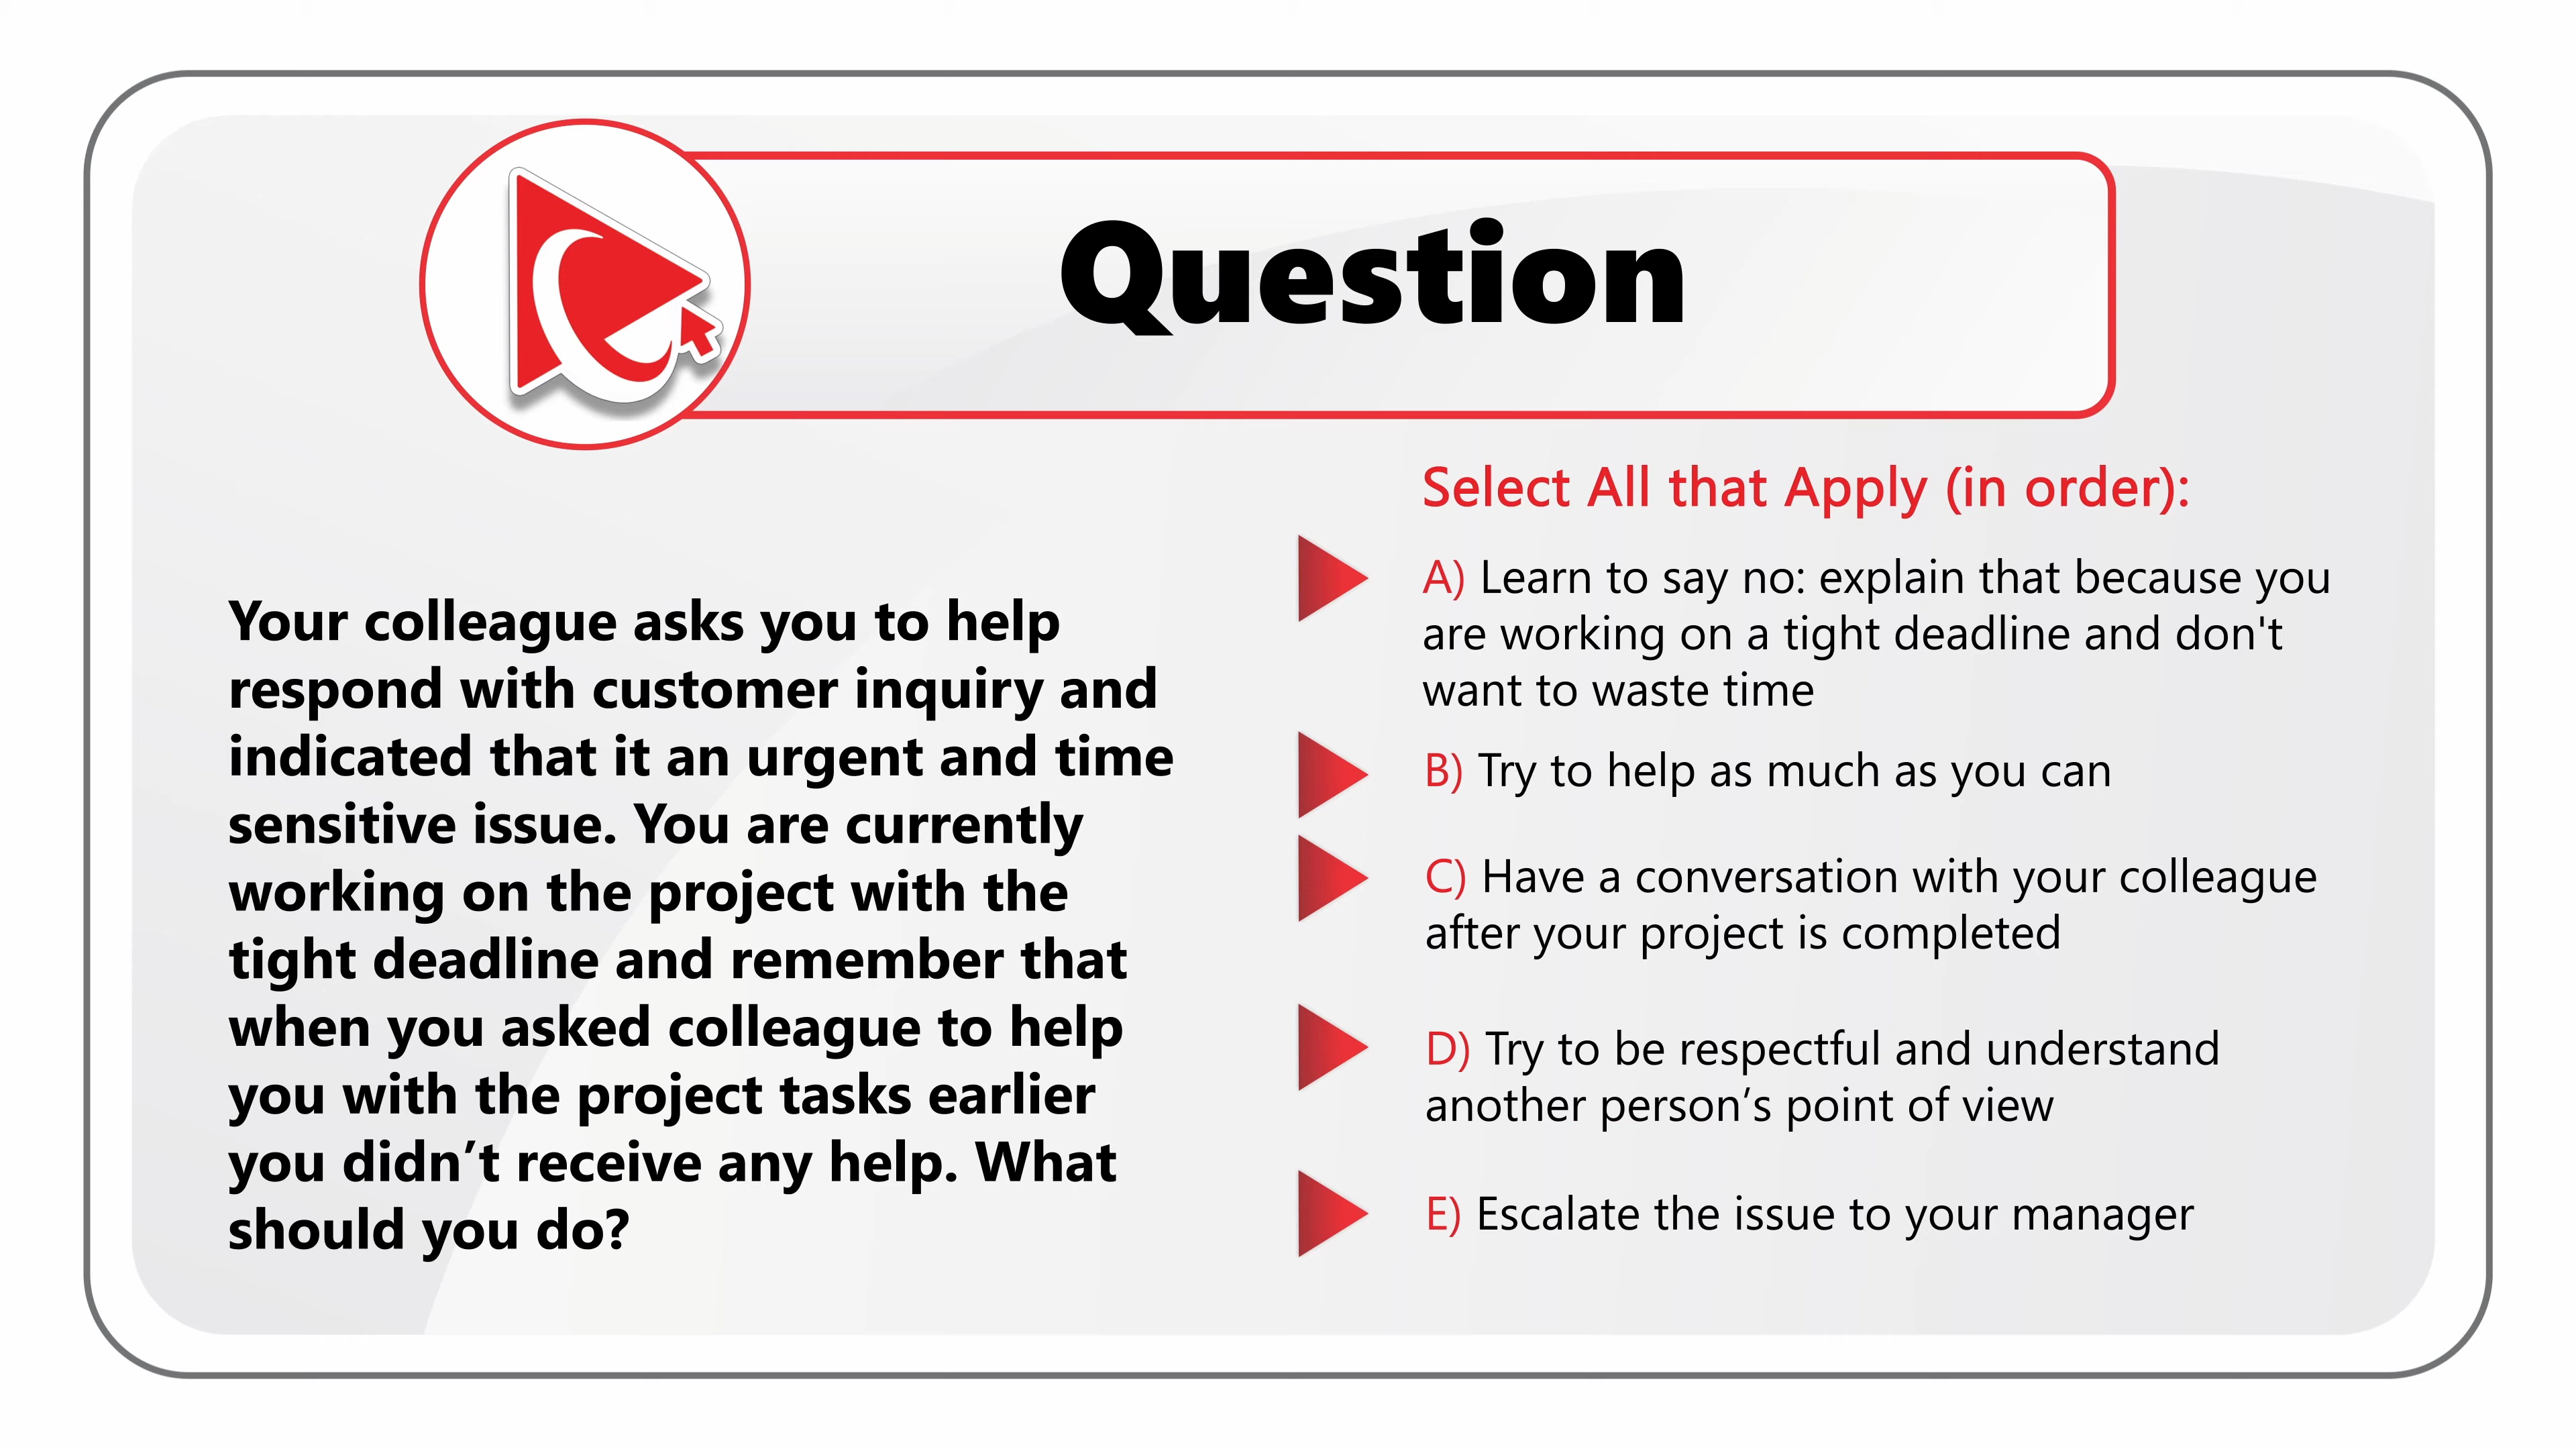 Question
Your colleague asks you to help
respond with customer inquiry and
indicated that it an urgent and time
sensitive issue. You are currently
working on the project with the
tight deadline and remember that
when you asked colleague to help
you with the project tasks earlier
you didn’t receive any help. What
should you do?
Select All that Apply (in order):
A) Learn to say no: explain that because you
are working on a tight deadline and don't
want to waste time
B) Try to help as much as you can
C) Have a conversation with your colleague
after your project is completed
D) Try to be respectful and understand
another person’s point of view
E) Escalate the issue to your manager